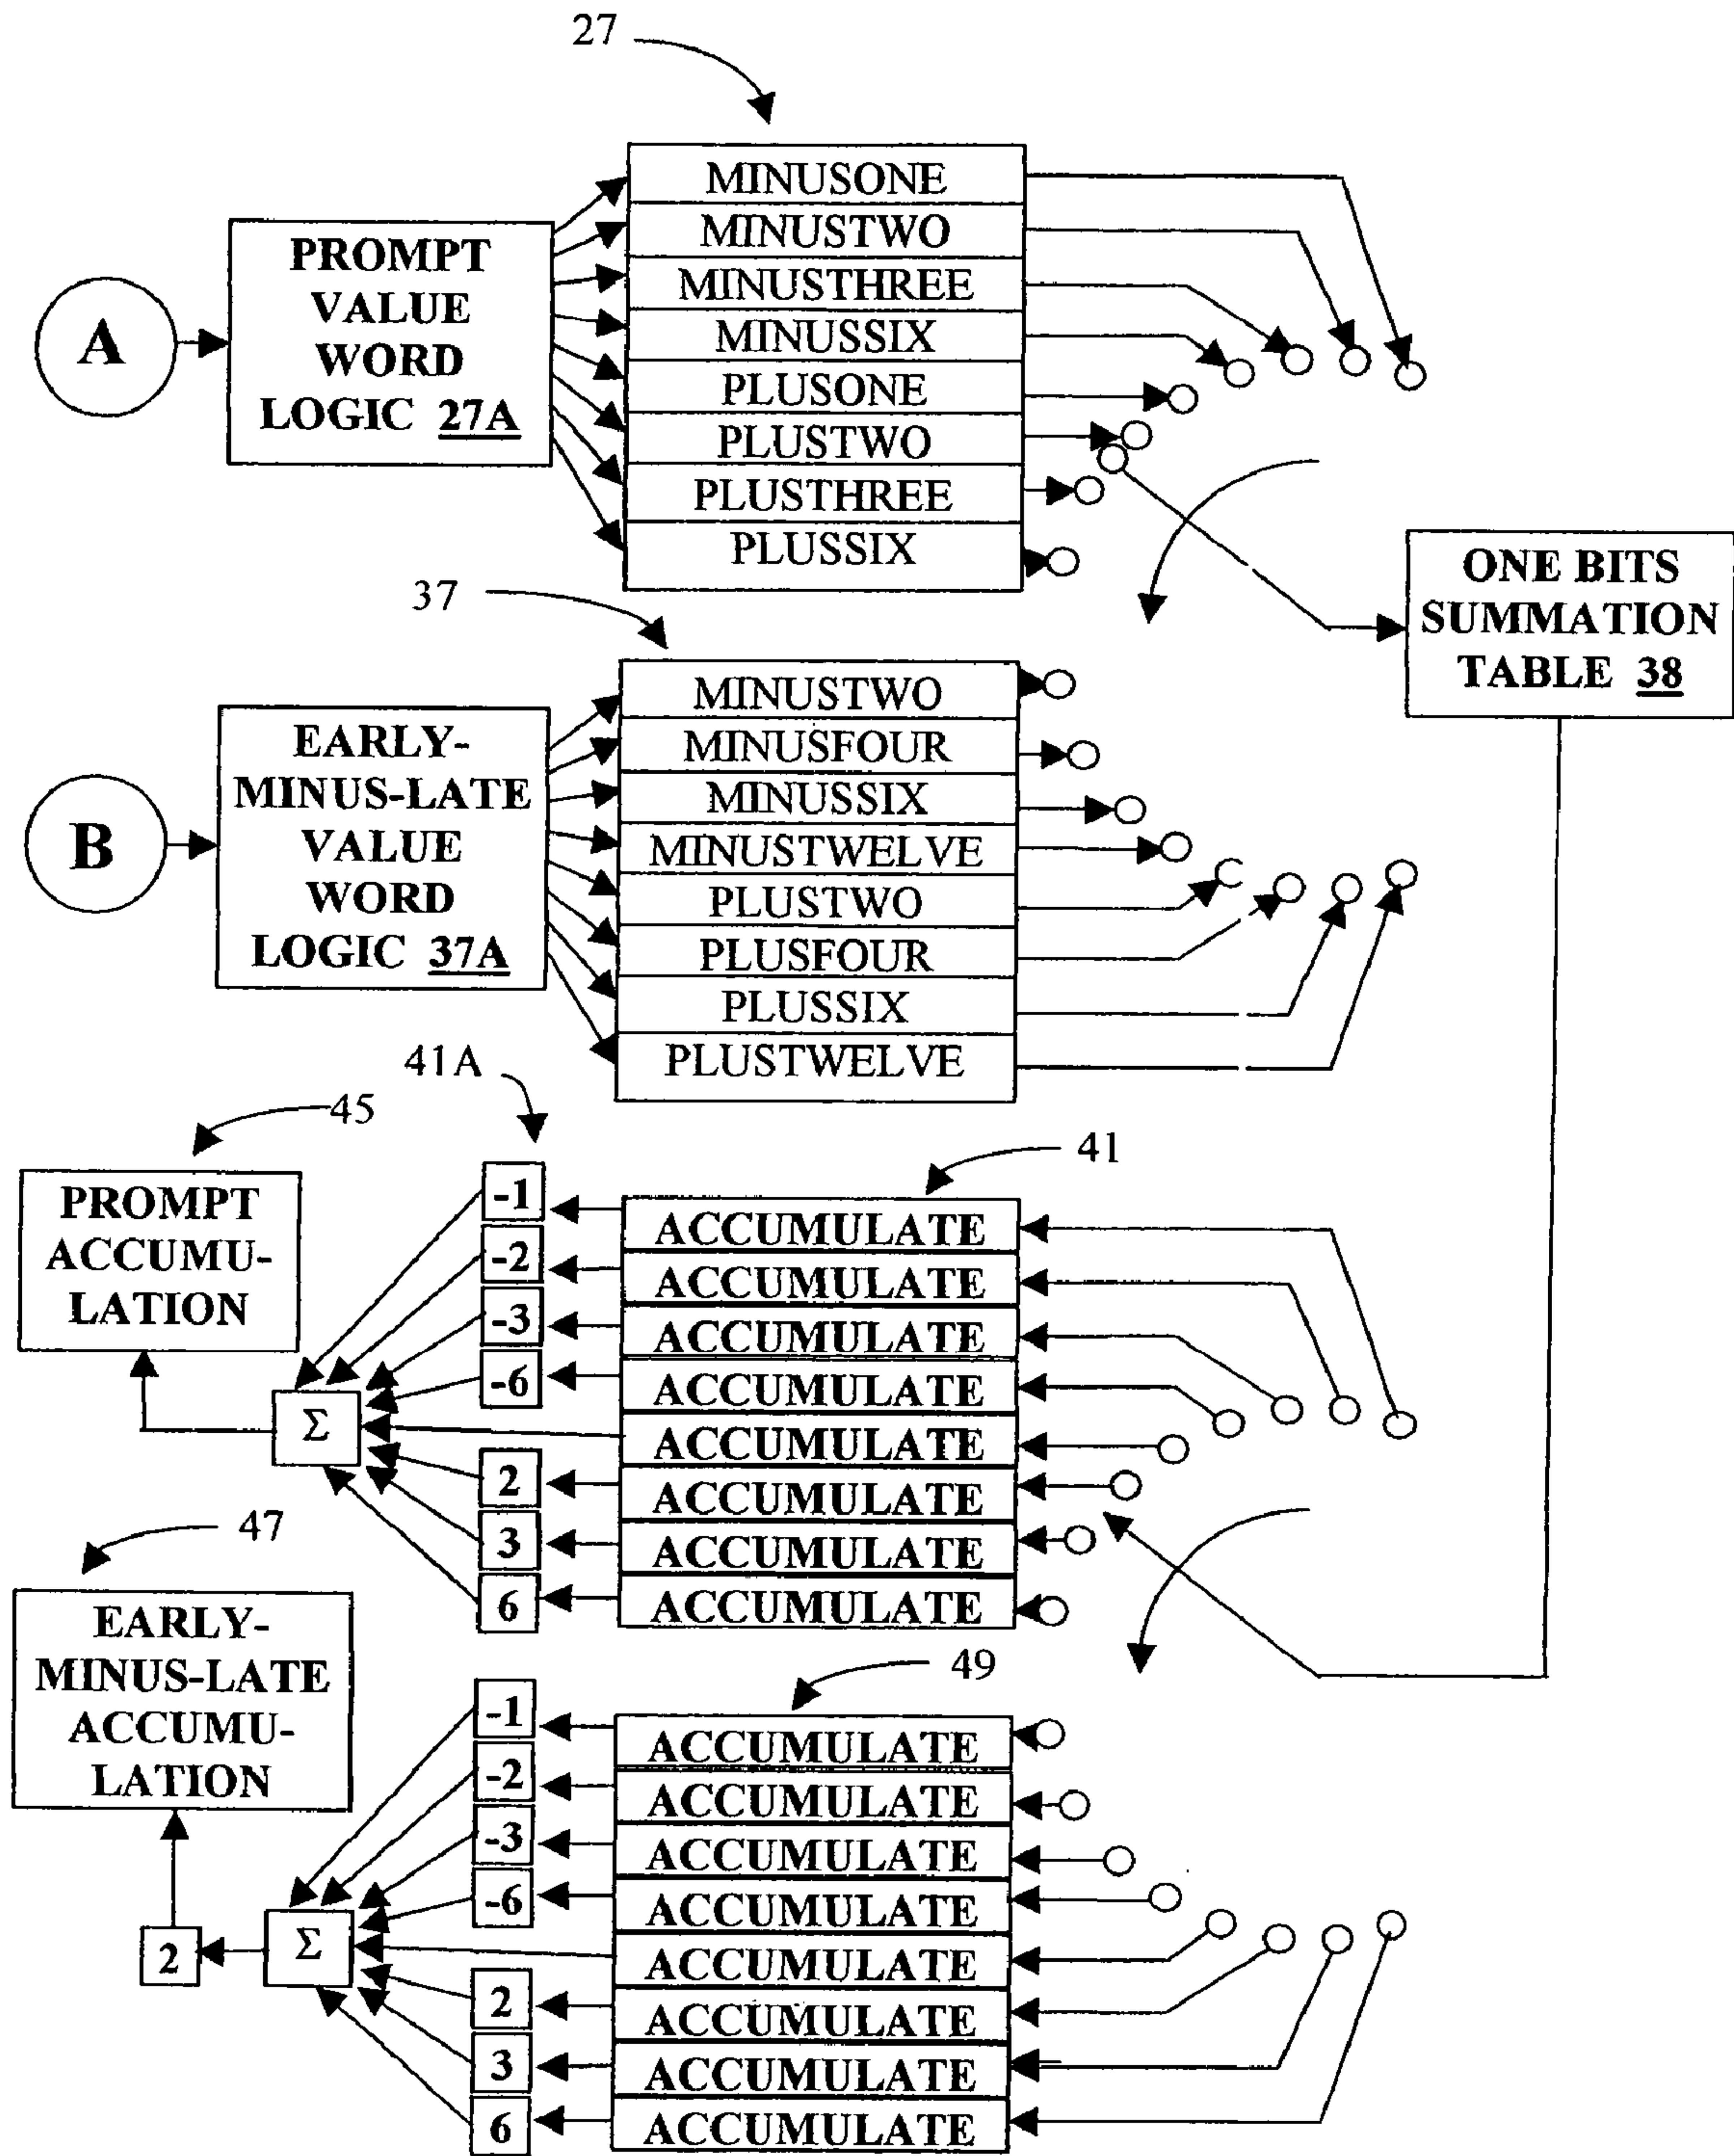 27
A
PROMPT
VALUE
WORD
LOGIC 27A
MINUSONE
MINUSTWO
MINUSTHREE
MINUSSIX
PLUSONE
PLUSTWO
PLUSTHREE
PLUSSIX
ONE BITS
SUMMATION
TABLE 38
37
B
EARLY-
MINUS-LATE
VALUE
WORD
LOGIC 37A
MINUSTWO
MINUSFOUR
MINUSSIX
MINUSTWELVE
PLUSTWO
PLUSFOUR
PLUSSIX
PLUSTWELVE
41A
45
41
PROMPT
ACCUMU-
LATION
Σ
-1
-2
-3
-6
2
3
6
ACCUMULATE
ACCUMULATE
ACCUMULATE
ACCUMULATE
ACCUMULATE
ACCUMULATE
ACCUMULATE
ACCUMULATE
47
49
EARLY-
MINUS-LATE
ACCUMU-
LATION
2
Σ
-1
-2
-3
-6
2
3
6
ACCUMULATE
ACCUMULATE
ACCUMULATE
ACCUMULATE
ACCUMULATE
ACCUMULATE
ACCUMULATE
ACCUMULATE